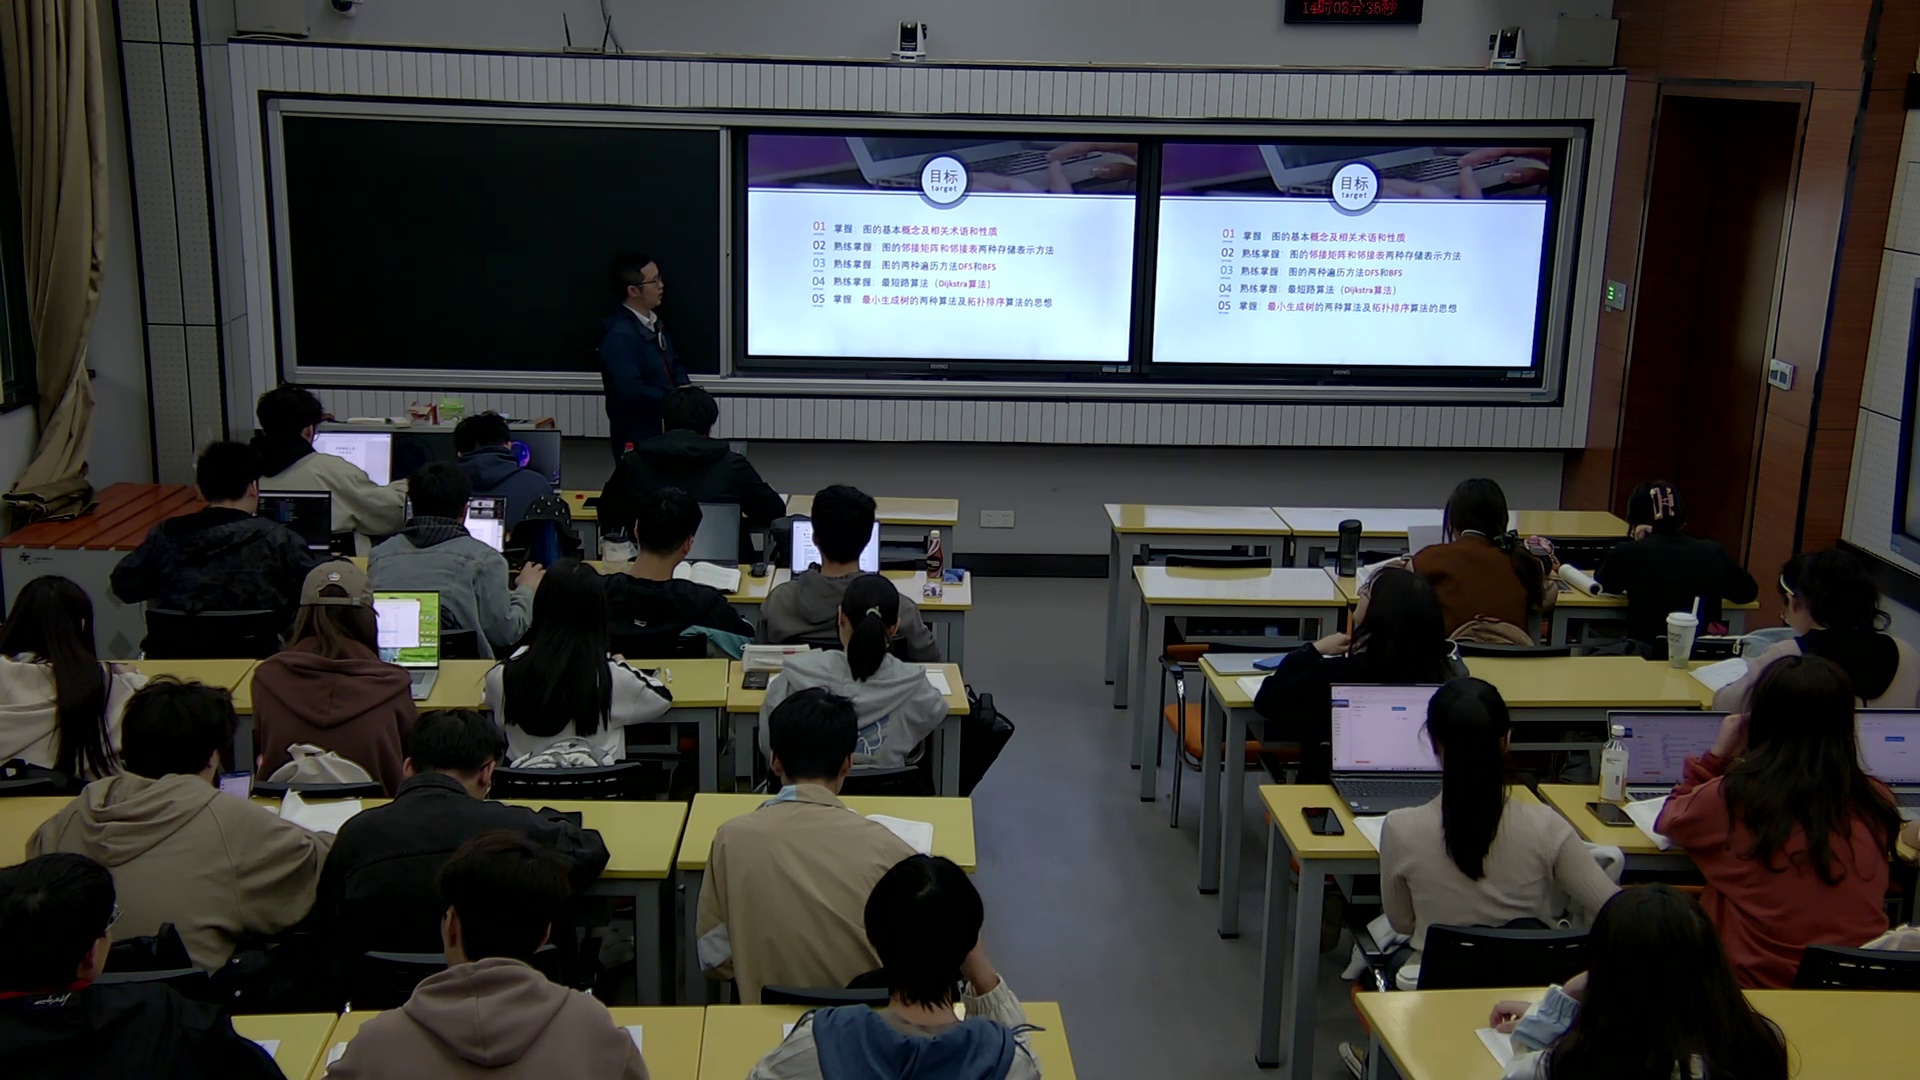 14时08分36秒
目标
target
01 掌握：图的基本概念及相关术语和性质
02 熟练掌握：图的邻接矩阵和邻接表两种存储表示方法
03 熟练掌握：图的两种遍历方法DFS和BFS
04 熟练掌握：最短路算法（Dijkstra算法）
05 掌握：最小生成树的两种算法及拓扑排序算法的思想
目标
target
01 掌握：图的基本概念及相关术语和性质
02 熟练掌握：图的邻接矩阵和邻接表两种存储表示方法
03 熟练掌握：图的两种遍历方法DFS和BFS
04 熟练掌握：最短路算法（Dijkstra算法）
05 掌握：最小生成树的两种算法及拓扑排序算法的思想